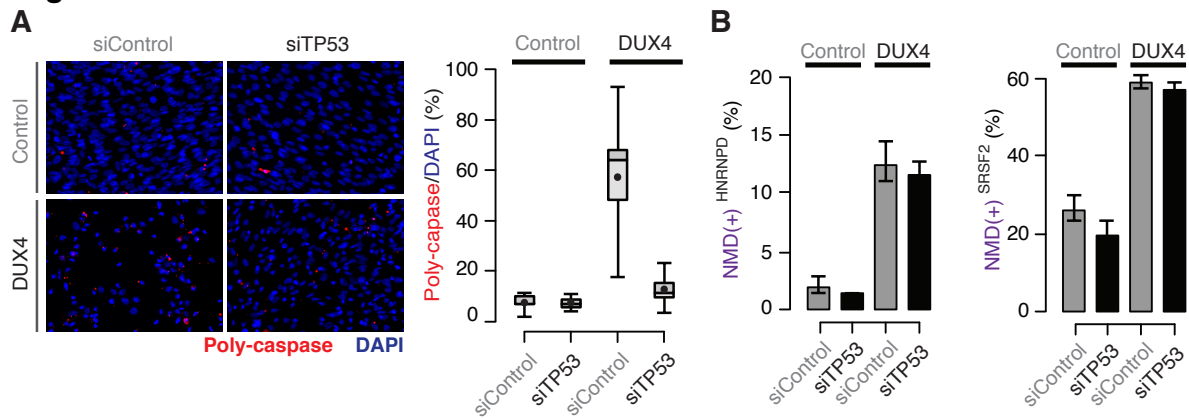 A
siControl
siTP53
Control
DUX4
Poly-caspase DAPI
Control
DUX4
Poly-capase/DAPI (%)
100
80
60
40
20
0
siControl
siTP53
siControl
siTP53
B
Control
DUX4
NMD(+) HNRNPD (%)
20
15
10
5
0
siControl
siTP53
siControl
siTP53
Control
DUX4
NMD(+) SRSF2 (%)
60
40
20
0
siControl
siTP53
siControl
siTP53